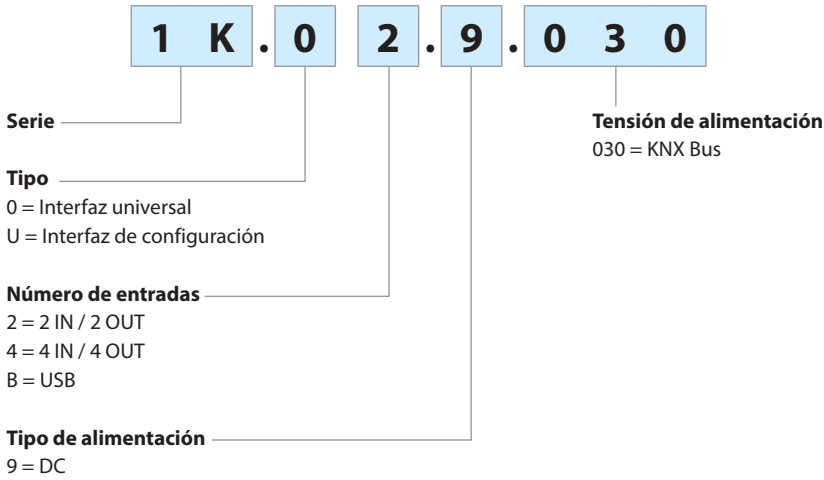 1 K . 0 2 . 9 . 0 3 0
Serie
Tipo
0 = Interfaz universal
U = Interfaz de configuración
Número de entradas
2 = 2 IN / 2 OUT
4 = 4 IN / 4 OUT
B = USB
Tipo de alimentación
9 = DC
Tensión de alimentación
030 = KNX Bus